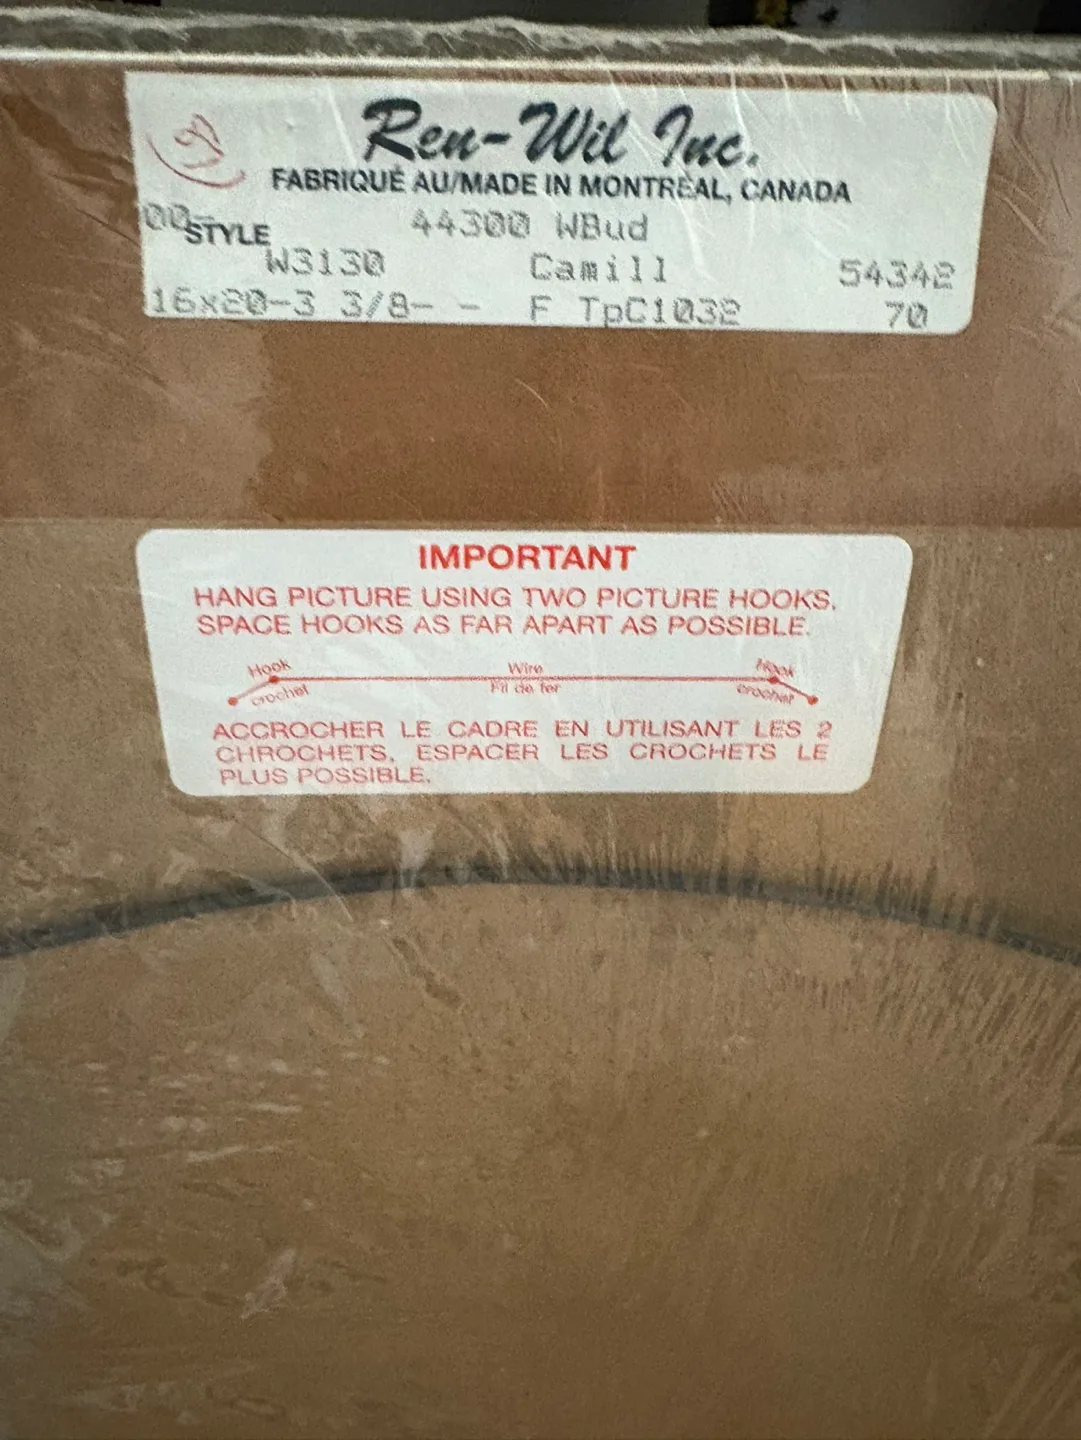 Ren-Wil Inc.
FABRIQUÉ AU/MADE IN MONTRÉAL, CANADA
00- 44300 WBud
STYLE
W3130 Camill 54342
16x20-3 3/8- - F TpC1032 70
IMPORTANT
HANG PICTURE USING TWO PICTURE HOOKS.
SPACE HOOKS AS FAR APART AS POSSIBLE.
Hook Wire Hook
crochet Fil de fer crochet
ACCROCHER LE CADRE EN UTILISANT LES 2
CHROCHETS, ESPACER LES CROCHETS LE
PLUS POSSIBLE.